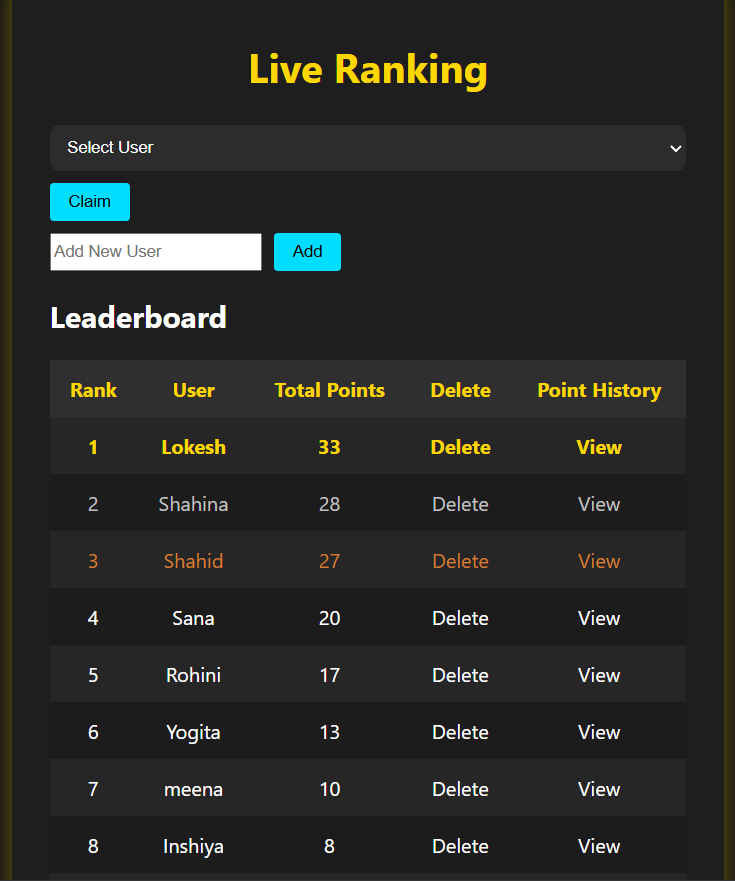 Live Ranking
Select User
Claim
Add New User Add
Leaderboard
Rank User Total Points Delete Point History
1 Lokesh 33 Delete View
2 Shahina 28 Delete View
3 Shahid 27 Delete View
4 Sana 20 Delete View
5 Rohini 17 Delete View
6 Yogita 13 Delete View
7 meena 10 Delete View
8 Inshiya 8 Delete View